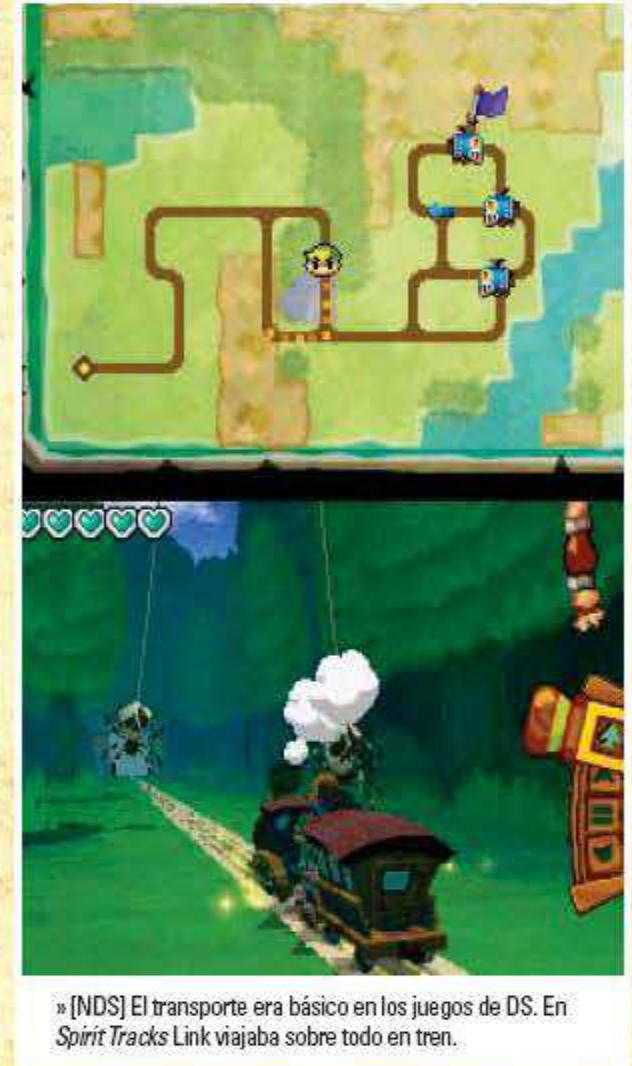 » [NDS] El transporte era básico en los juegos de DS. En
Spirit Tracks Link viajaba sobre todo en tren.